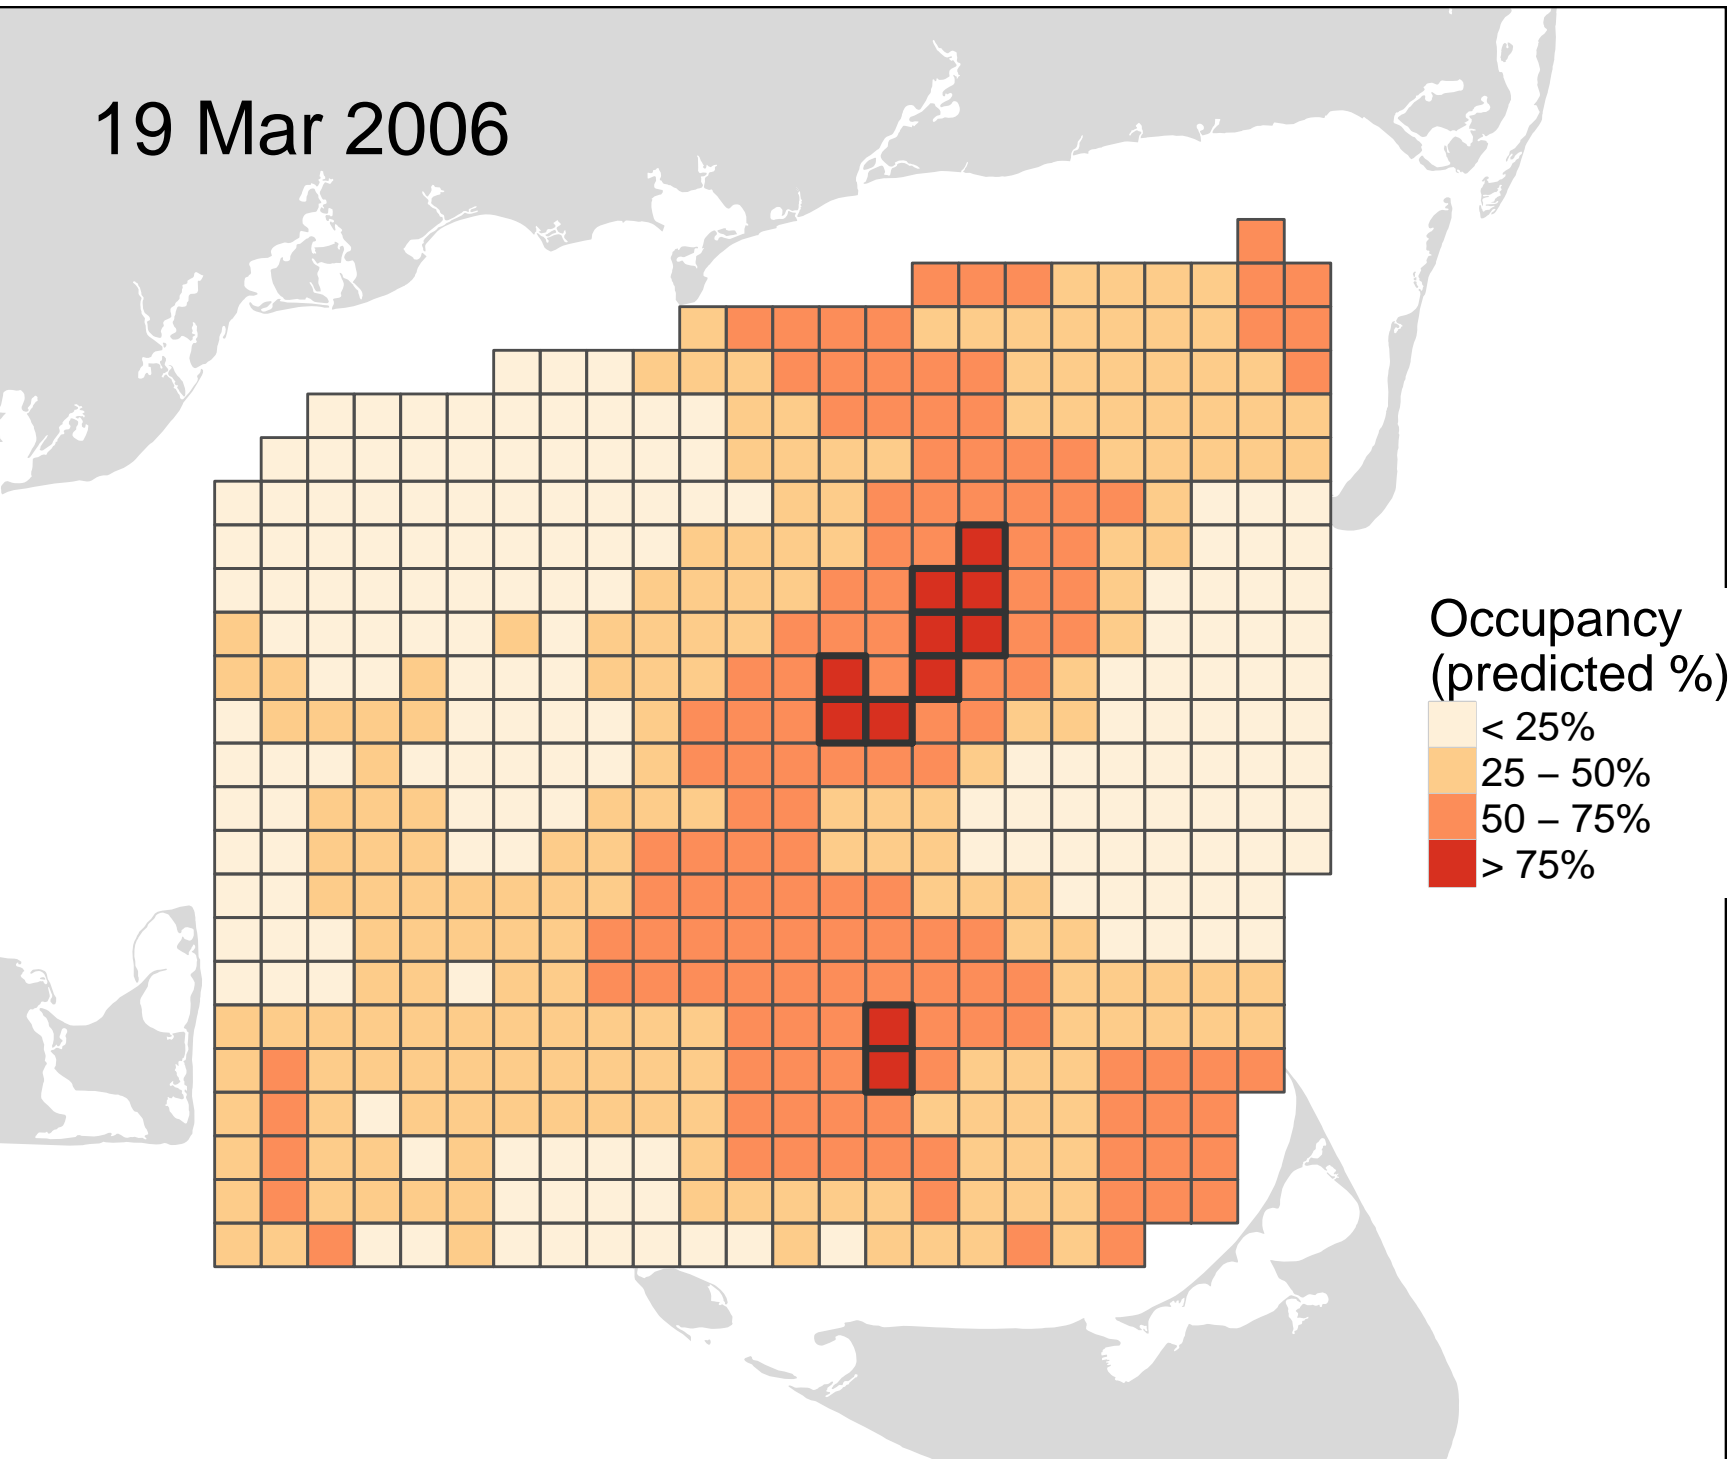 19 Mar 2006
Occupancy
(predicted %)
< 25%
25 – 50%
50 – 75%
> 75%